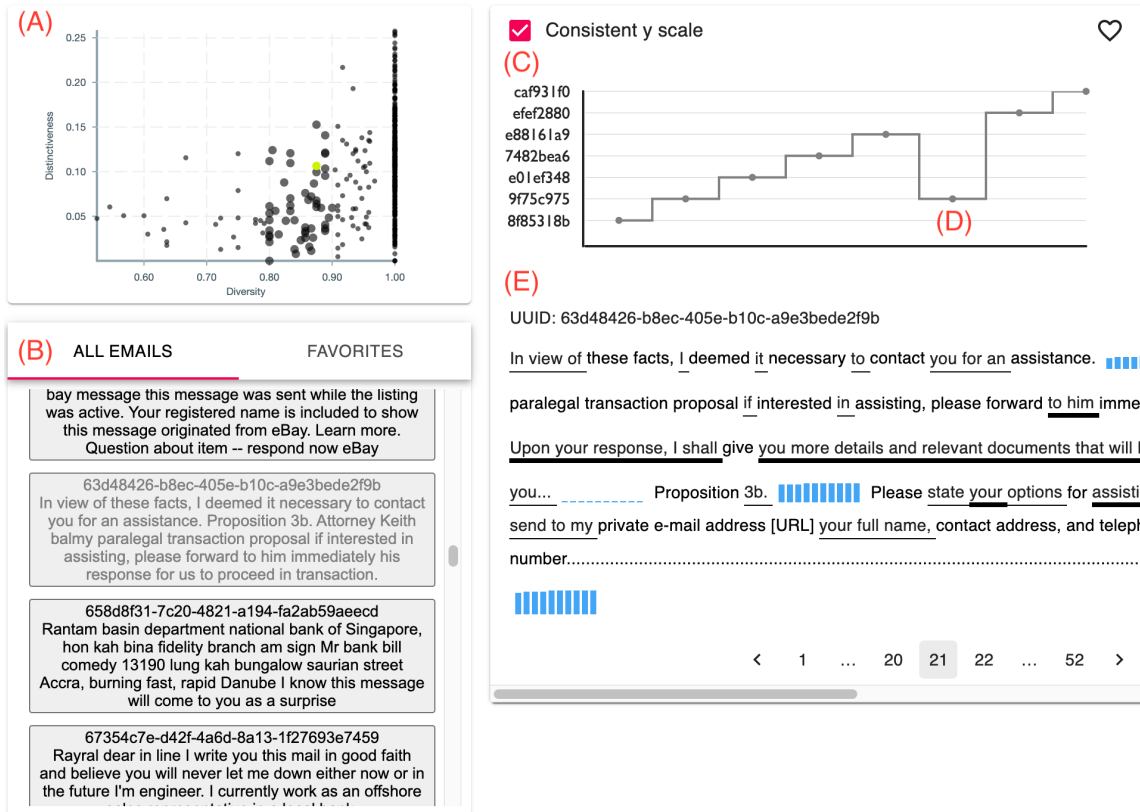 (A)
0.25
0.20
0.15
0.10
0.05
Distinctiveness
0.60
0.70
0.80
0.90
1.00
Diversity
(B)
ALL EMAILS
FAVORITES
bay message this message was sent while the listing
was active. Your registered name is included to show
this message originated from eBay. Learn more.
Question about item -- respond now eBay
63d48426-b8ec-405e-b10c-a9e3bede2f9b
In view of these facts, I deemed it necessary to contact
you for an assistance. Proposition 3b. Attorney Keith
balmy paralegal transaction proposal if interested in
assisting, please forward to him immediately his
response for us to proceed in transaction.
658d8f31-7c20-4821-a194-fa2ab59aeecd
Rantam basin department national bank of Singapore,
hon kah bina fidelity branch am sign Mr bank bill
comedy 13190 lung kah bungalow saurian street
Accra, burning fast, rapid Danube I know this message
will come to you as a surprise
67354c7e-d42f-4a6d-8a13-1f27693e7459
Rayral dear in line I write you this mail in good faith
and believe you will never let me down either now or in
the future I'm engineer. I currently work as an offshore
Consistent y scale
(C)
caf931f0
efef2880
e88161a9
7482bea6
e01ef348
9f75c975
8f85318b
(D)
(E)
UUID: 63d48426-b8ec-405e-b10c-a9e3bede2f9b
In view of these facts, I deemed it necessary to contact you for an assistance.
paralegal transaction proposal if interested in assisting, please forward to him imme
Upon your response, I shall give you more details and relevant documents that will
you... Proposition 3b. Please state your options for assisti
send to my private e-mail address [URL] your full name, contact address, and teleph
number....................................................................................................
1 ... 20 21 22 ... 52